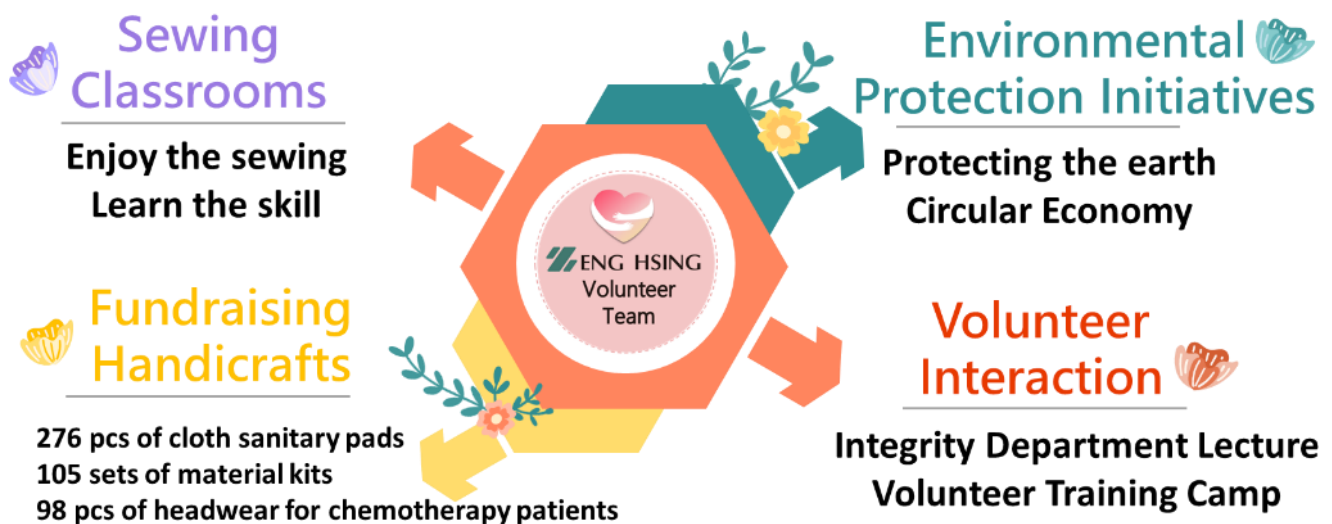 Sewing
Classrooms
Enjoy the sewing
Learn the skill
Fundraising
Handicrafts
276 pcs of cloth sanitary pads
105 sets of material kits
98 pcs of headwear for chemotherapy patients
ZENG HSING
Volunteer
Team
Environmental
Protection Initiatives
Protecting the earth
Circular Economy
Volunteer
Interaction
Integrity Department Lecture
Volunteer Training Camp